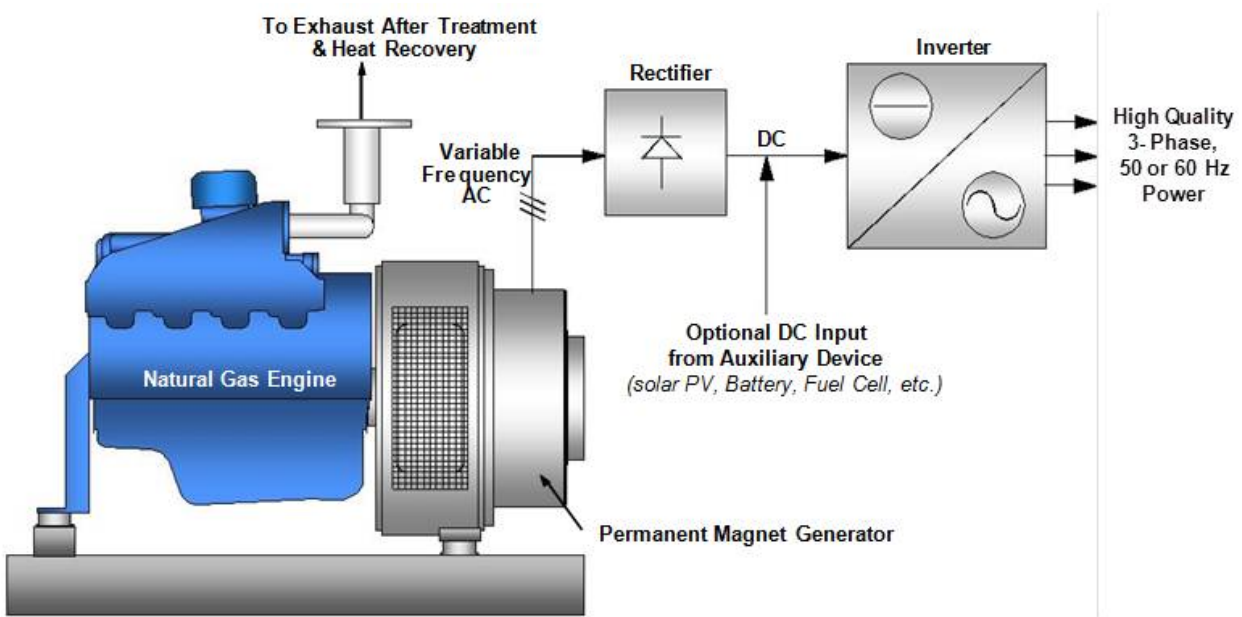 To Exhaust After Treatment
& Heat Recovery
Inverter
Rectifier
Variable
Frequency
AC
DC
High Quality
3- Phase,
50 or 60 Hz
Power
Optional DC Input
from Auxiliary Device
(solar PV, Battery, Fuel Cell, etc.)
Natural Gas Engine
Permanent Magnet Generator